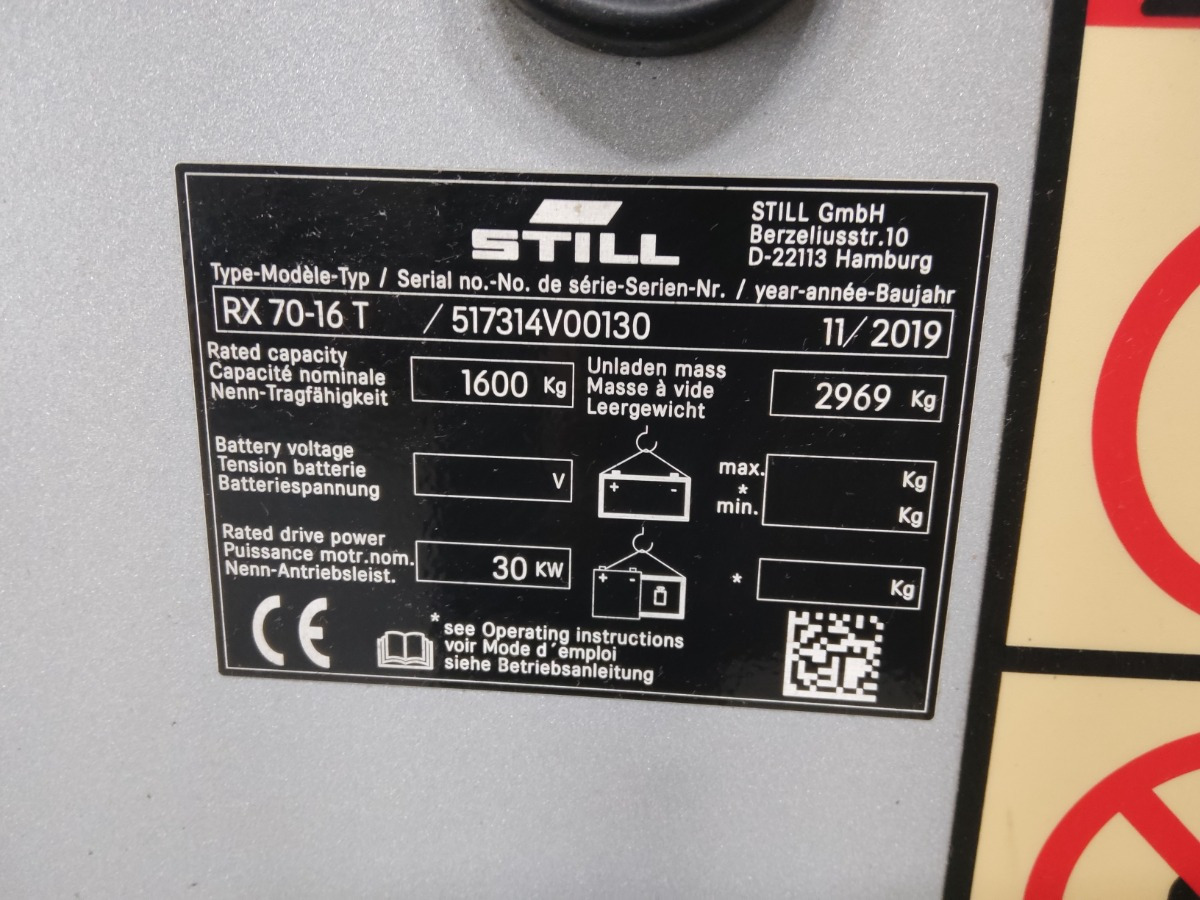 STILL
STILL GmbH
Berzeliusstr.10
D-22113 Hamburg
Type-Modèle-Typ / Serial no.-No. de série-Serien-Nr. / year-année-Baujahr
RX 70-16 T / 517314V00130 11/2019
Rated capacity
Capacité nominale
Nenn-Tragfähigkeit
1600 Kg
Unladen mass
Masse à vide
Leergewicht
2969 Kg
Battery voltage
Tension batterie
Batteriespannung
V
+ -
max.
*
min.
Kg
Kg
Rated drive power
Puissance motr.nom.
Nenn-Antriebsleist.
30 KW
+ -
*
Kg
CE
* see Operating instructions
voir Mode d'emploi
siehe Betriebsanleitung